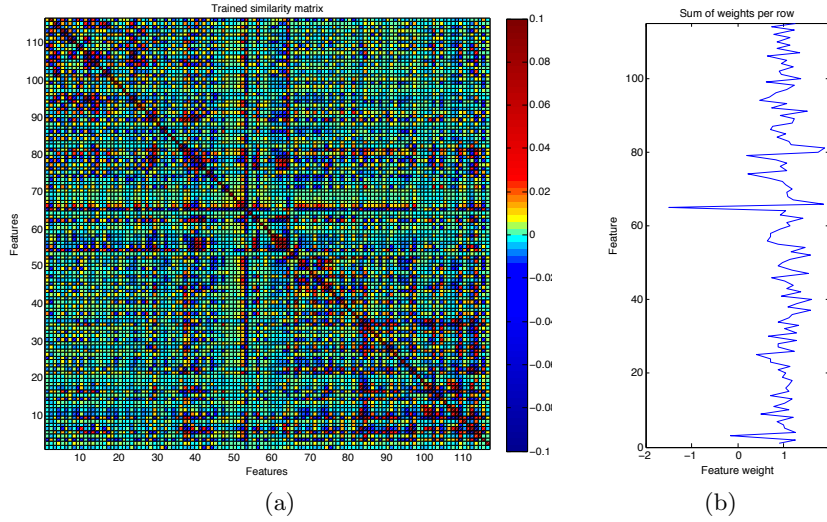 Trained similarity matrix
110
100
90
80
70
60
50
40
30
20
10
10 20 30 40 50 60 70 80 90 100 110
Features
Features
0.1
0.08
0.06
0.04
0.02
0
−0.02
−0.04
−0.06
−0.08
−0.1
(a)
Sum of weights per row
100
80
60
40
20
0
−2 −1 0 1
Feature
Feature weight
(b)